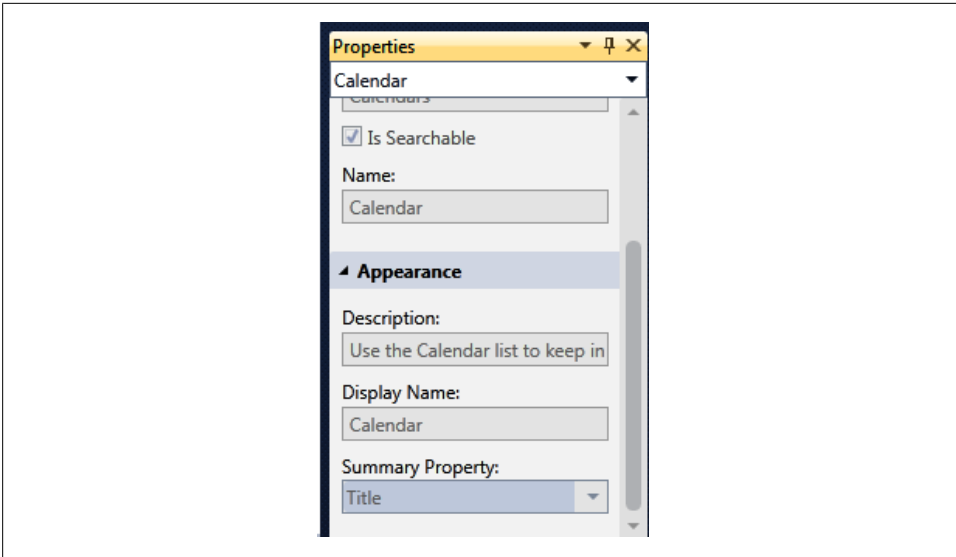 Properties
Calendar
Calendars
Is Searchable
Name:
Calendar
Appearance
Description:
Use the Calendar list to keep in
Display Name:
Calendar
Summary Property:
Title